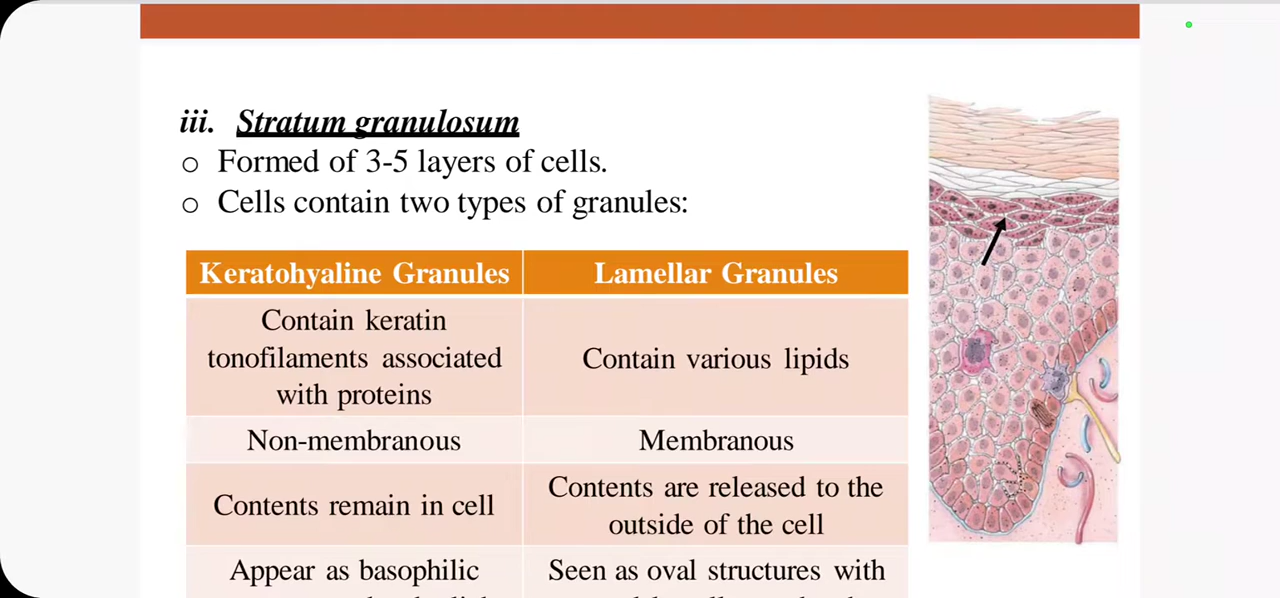 iii. Stratum granulosum
o Formed of 3-5 layers of cells.
o Cells contain two types of granules:
Keratohyaline Granules
Lamellar Granules
Contain keratin
tonofilaments associated
with proteins
Contain various lipids
Non-membranous
Membranous
Contents remain in cell
Contents are released to the
outside of the cell
Appear as basophilic
Seen as oval structures with